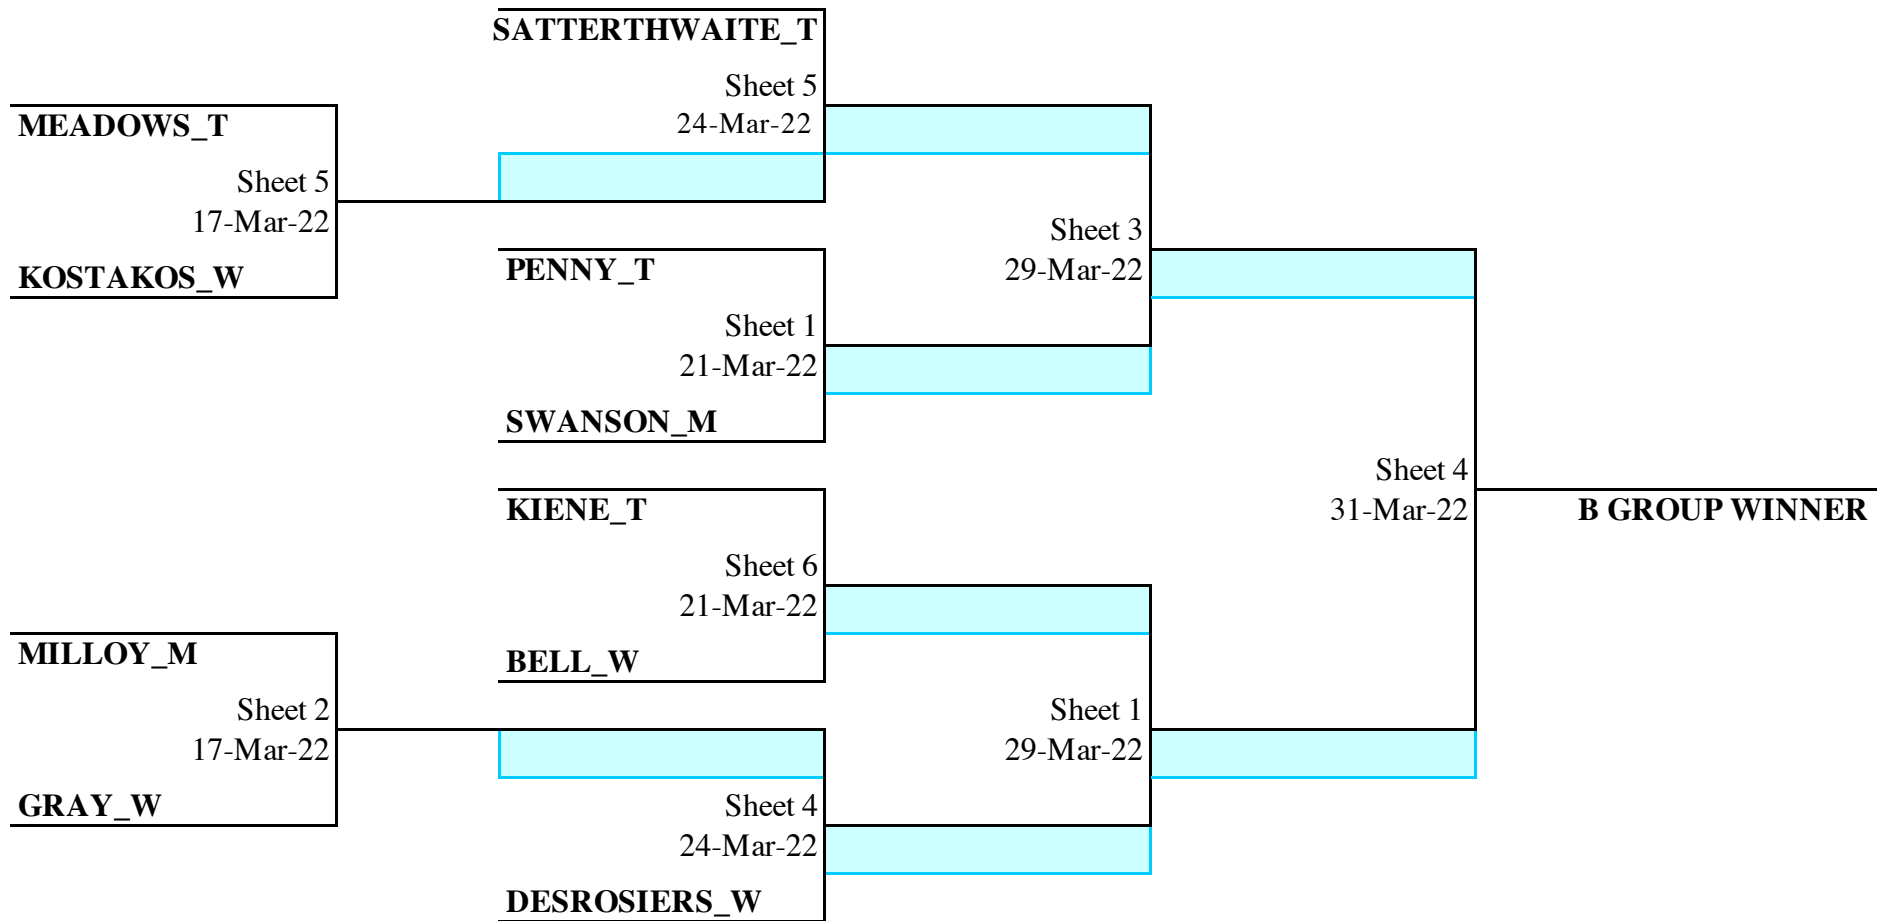 SATTERTHWAITE_T
Sheet 5
24-Mar-22
MEADOWS_T
Sheet 5
17-Mar-22
KOSTAKOS_W
Sheet 3
29-Mar-22
PENNY_T
Sheet 1
21-Mar-22
SWANSON_M
Sheet 4
31-Mar-22
B GROUP WINNER
KIENE_T
Sheet 6
21-Mar-22
BELL_W
MILLOY_M
Sheet 2
17-Mar-22
GRAY_W
Sheet 1
29-Mar-22
Sheet 4
24-Mar-22
DESROSIERS_W